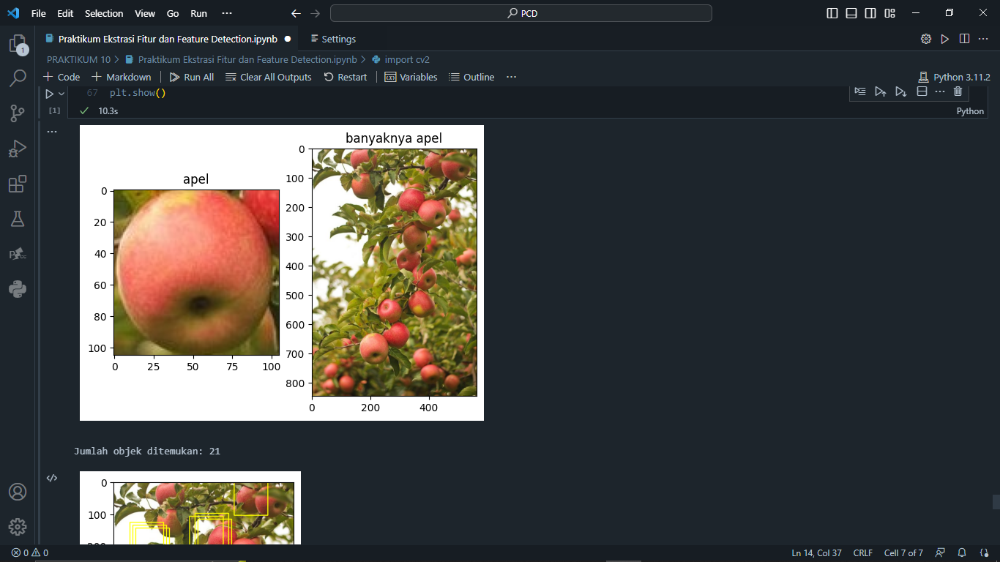 File Edit Selection View Go Run ··· PCD
Praktikum Ekstrasi Fitur dan Feature Detection.ipynb Settings
1
PRAKTIKUM 10 > Praktikum Ekstrasi Fitur dan Feature Detection.ipynb > import cv2
+ Code + Markdown Run All Clear All Outputs Restart Variables Outline ··· Python 3.11.2
67 plt.show()
[1] 10.3s Python
banyaknya apel
apel
0
20
40
60
80
100
0 25 50 75 100
0
100
200
300
400
500
600
700
800
0 200 400
Jumlah objek ditemukan: 21
0
100
200
0 0 Ln 14, Col 37 CRLF Cell 7 of 7